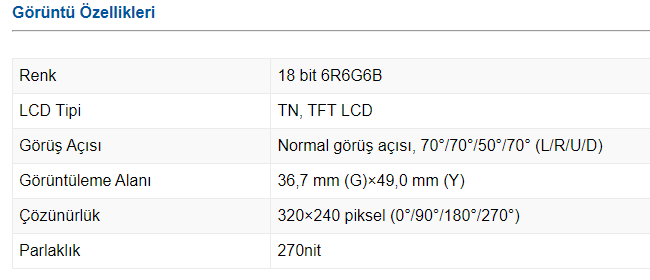 Görüntü Özellikleri
Renk 18 bit 6R6G6B
LCD Tipi TN, TFT LCD
Görüş Açısı Normal görüş açısı, 70°/70°/50°/70° (L/R/U/D)
Görüntüleme Alanı 36,7 mm (G)×49,0 mm (Y)
Çözünürlük 320×240 piksel (0°/90°/180°/270°)
Parlaklık 270nit